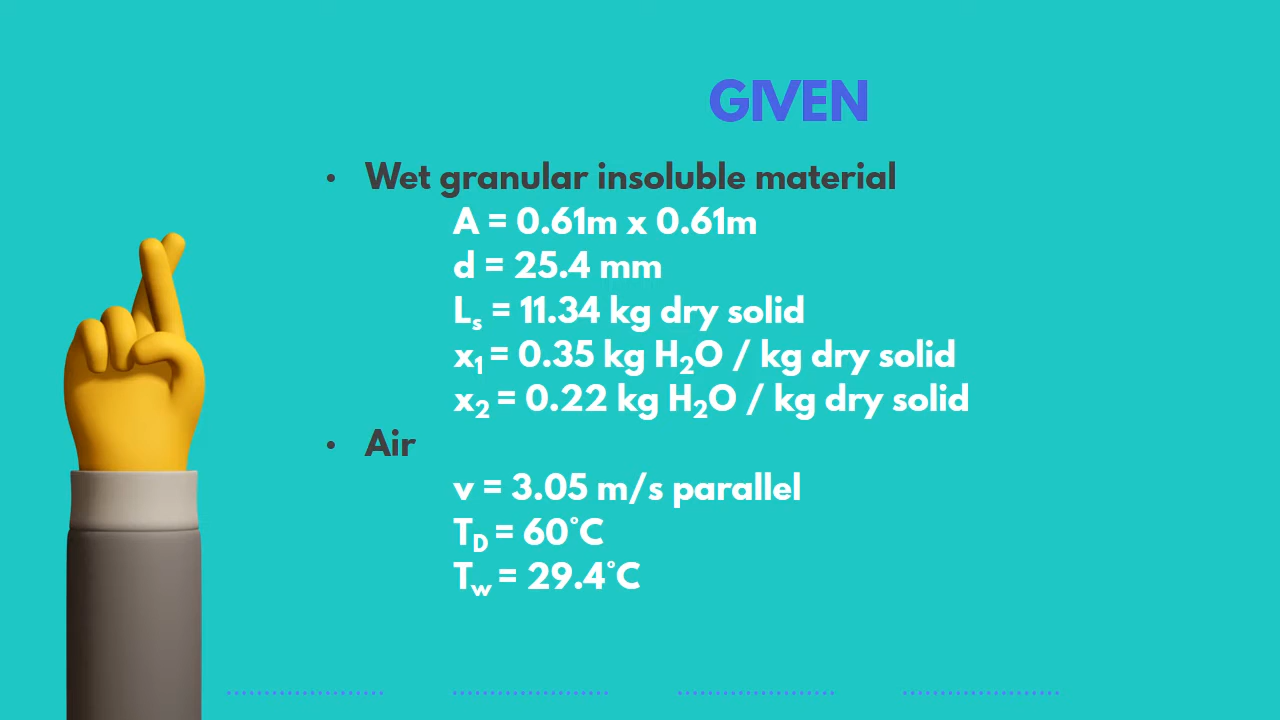 GIVEN
• Wet granular insoluble material
A = 0.61m x 0.61m
d = 25.4 mm
Lₛ = 11.34 kg dry solid
x₁ = 0.35 kg H₂O / kg dry solid
x₂ = 0.22 kg H₂O / kg dry solid
• Air
v = 3.05 m/s parallel
T_D = 60°C
T_w = 29.4°C